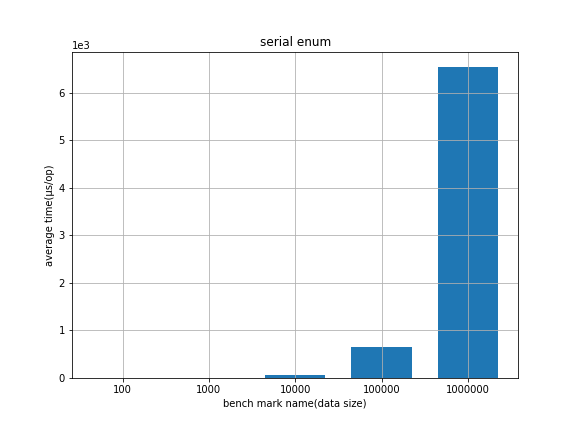 serial enum
1e3
6
5
4
3
2
1
0
average time(μs/op)
100 1000 10000 100000 1000000
bench mark name(data size)